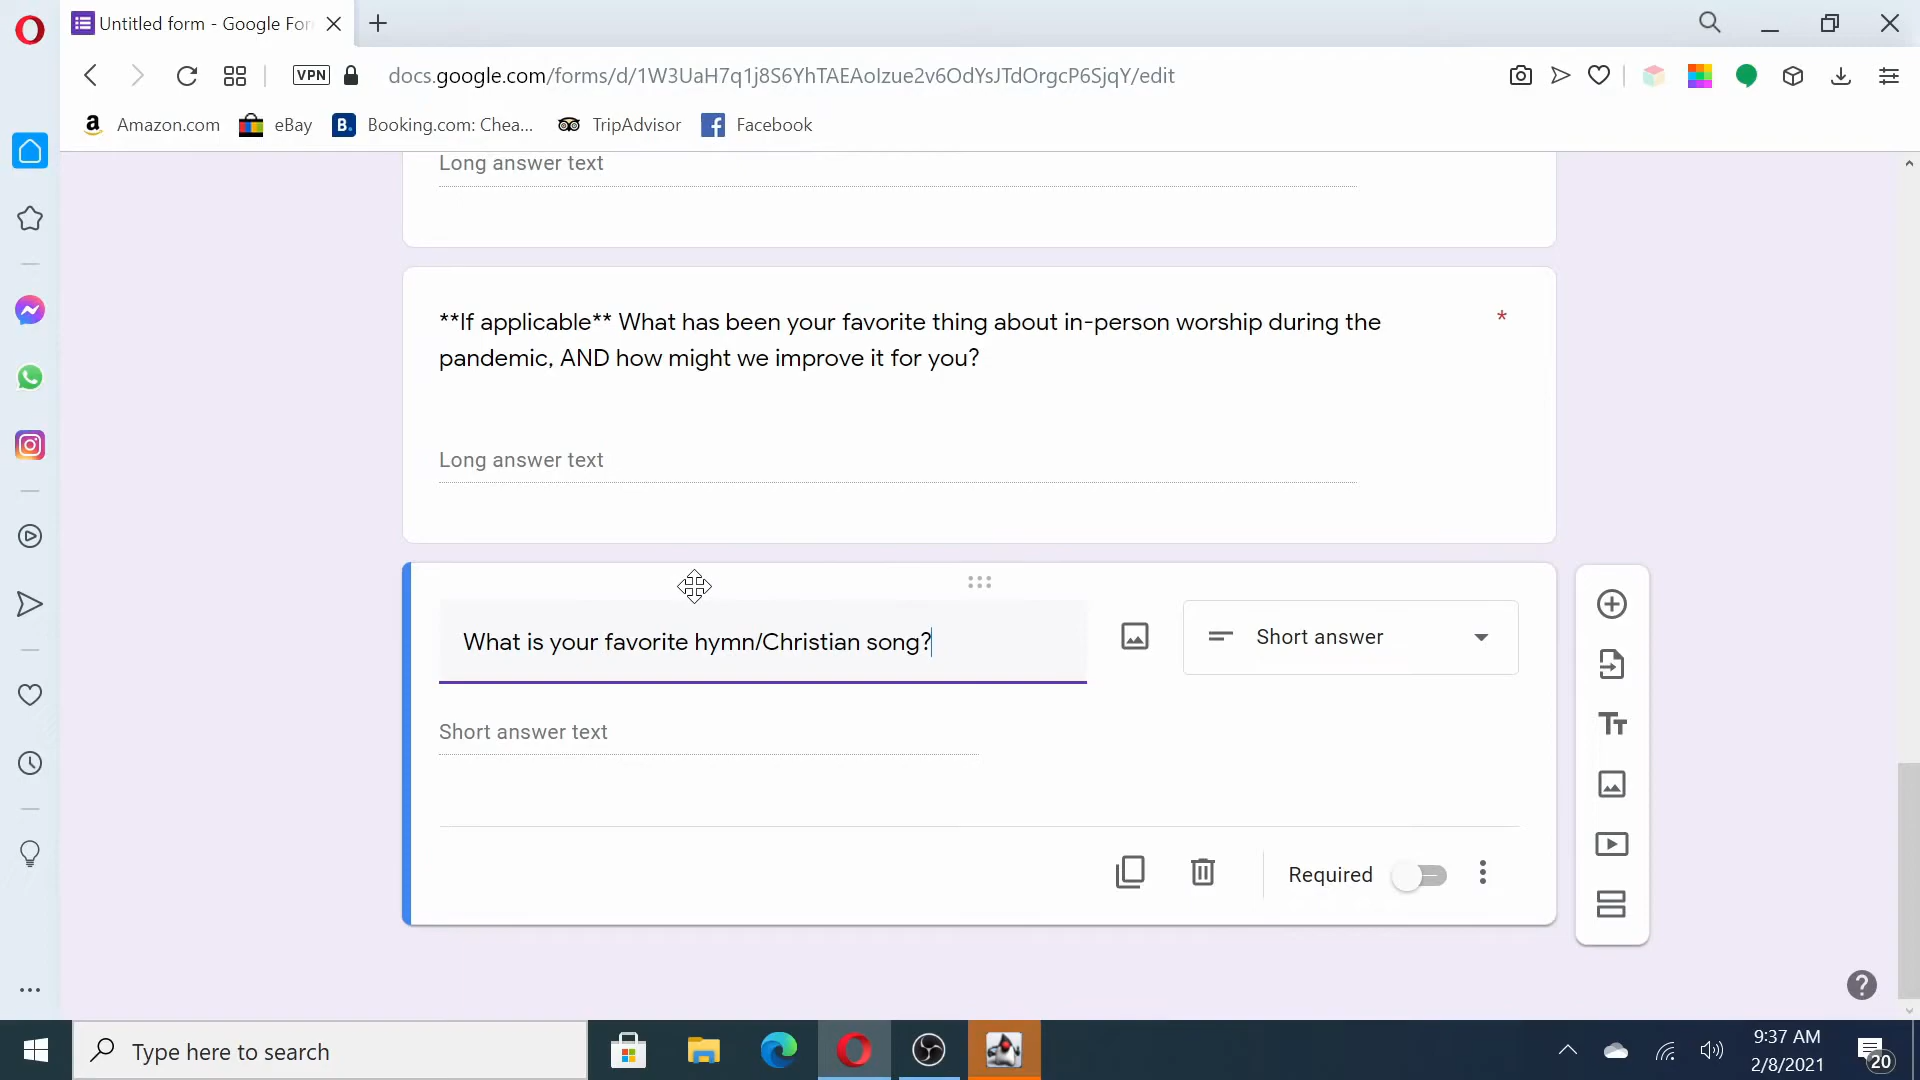 Untitled form - Google For
VPN
docs.google.com/forms/d/1W3UaH7q1j8S6YhTAEAoIzue2v6OdYsJTdOrgcP6SjqY/edit
a Amazon.com
eBay
B. Booking.com: Chea...
TripAdvisor
Facebook
Long answer text
**If applicable** What has been your favorite thing about in-person worship during the
pandemic, AND how might we improve it for you?
*
Long answer text
What is your favorite hymn/Christian song?
Short answer
Short answer text
Tт
Required
?
Type here to search
9:37 AM
2/8/2021
20